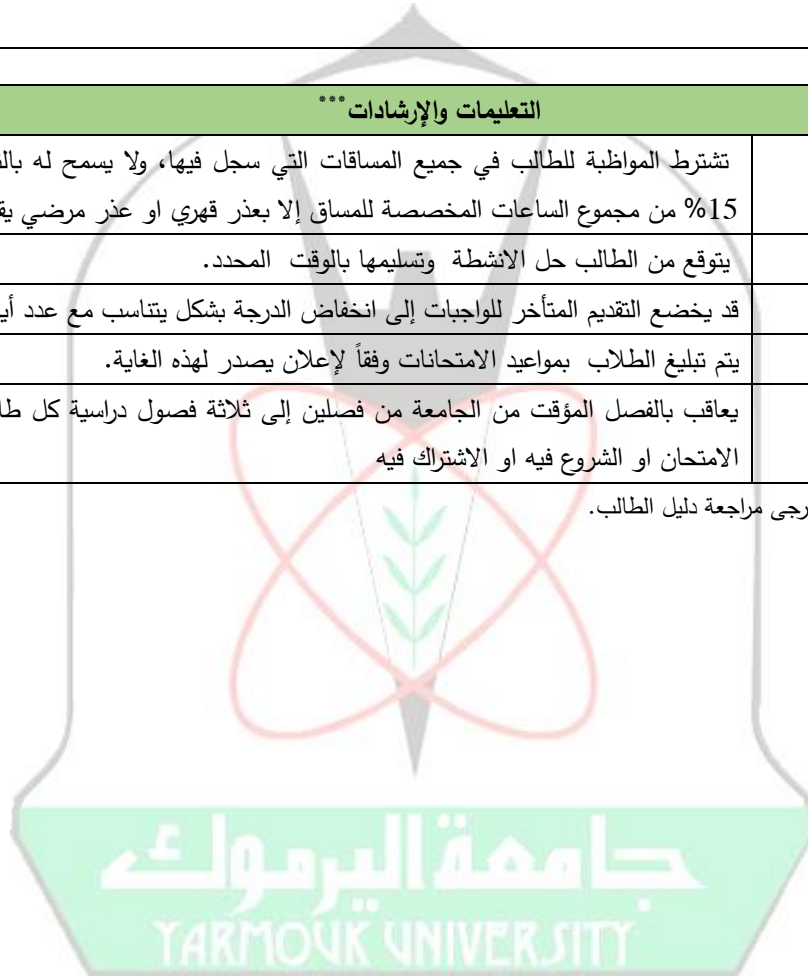 التعليمات والإرشادات***
تشترط المواظبة للطالب في جميع المساقات التي سجل فيها، ولا يسمح له
15% من مجموع الساعات المخصصة للمساق إلا بعذر قهري او عذر مرضي
يتوقع من الطالب حل الانشطة وتسليمها بالوقت المحدد.
قد يخضع التقديم المتأخر للواجبات إلى انخفاض الدرجة بشكل يتناسب مع عدد
يتم تبليغ الطلاب بمواعيد الامتحانات وفقاً لإعلان يصدر لهذه الغاية.
يعاقب بالفصل المؤقت من الجامعة من فصلين إلى ثلاثة فصول دراسية كل
الامتحان او الشروع فيه او الاشتراك فيه
مراجعة دليل الطالب.
جامعة اليرموك
YARMOUK UNIVERSITY